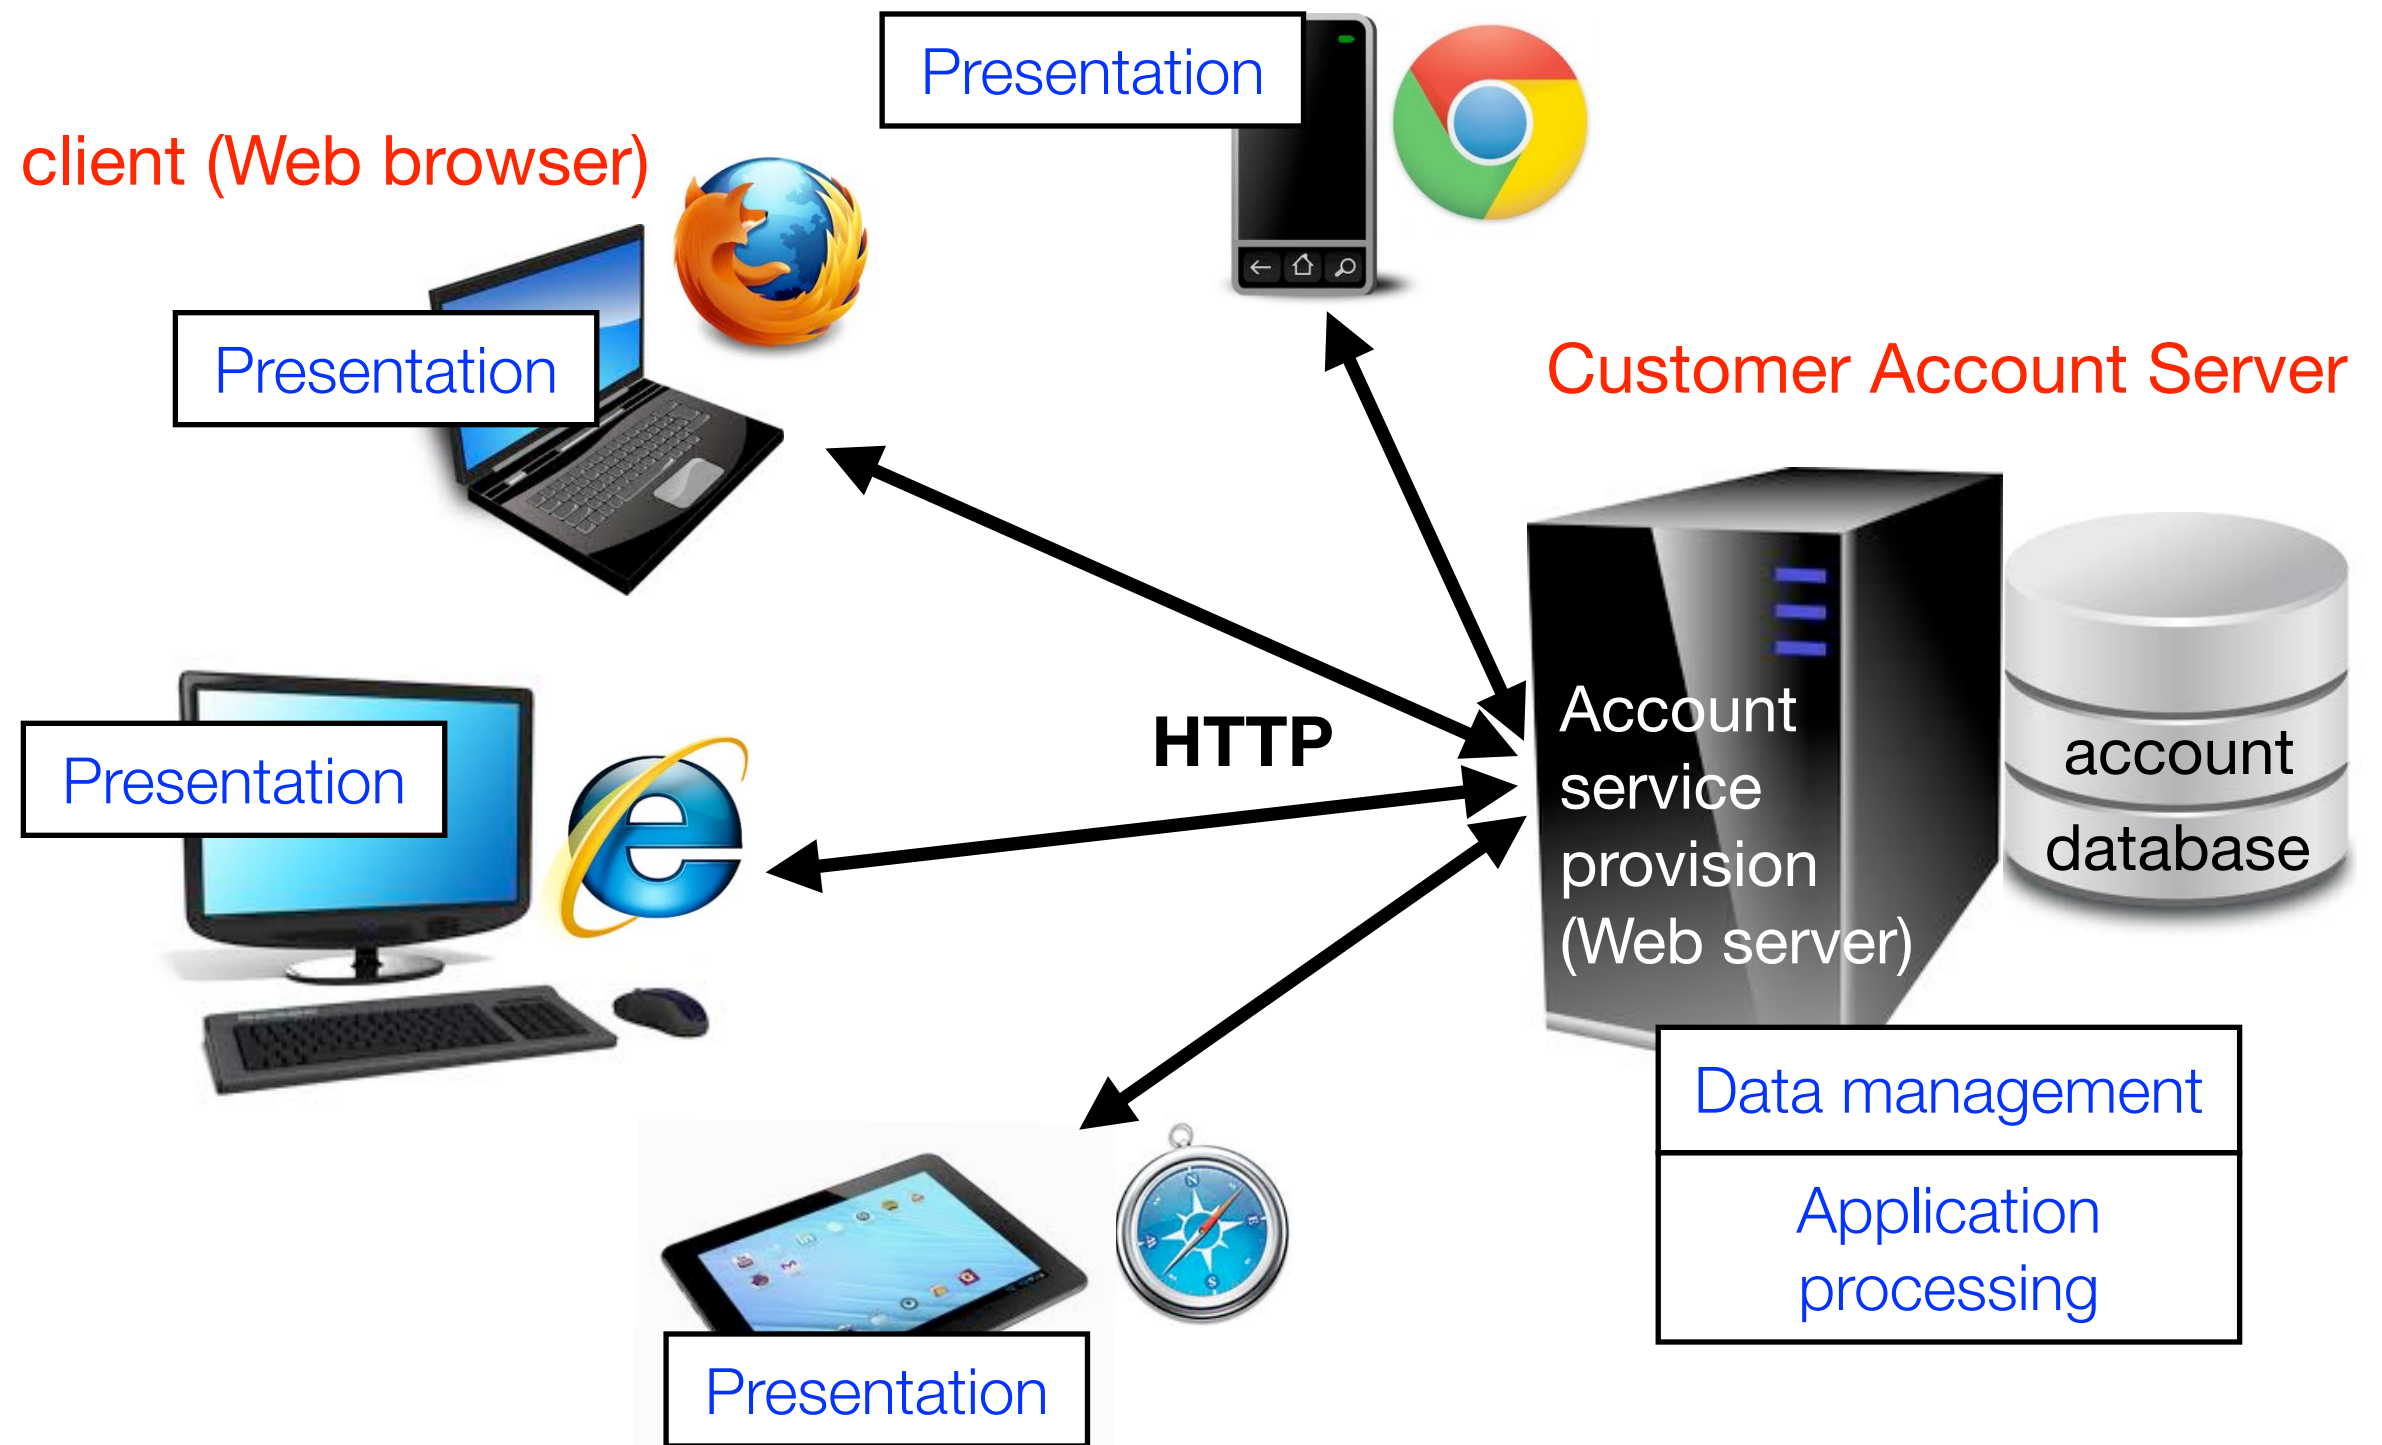 Presentation
client (Web browser)
Presentation
Customer Account Server
Presentation
HTTP
Account
service
provision
(Web server)
account
database
Data management
Application
processing
Presentation